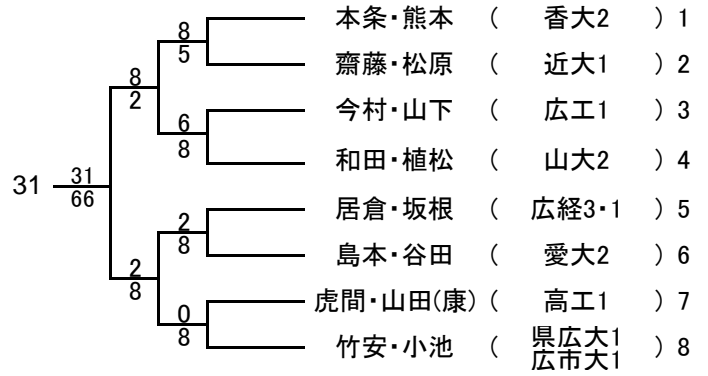 本条・熊本 ( 香大2 ) 1
8
5
齋藤・松原 ( 近大1 ) 2
8
2
今村・山下 ( 広工1 ) 3
6
8
和田・植松 ( 山大2 ) 4
31 31
66
居倉・坂根 ( 広経3・1 ) 5
2
8
島本・谷田 ( 愛大2 ) 6
2
8
虎間・山田(康) ( 高工1 ) 7
0
8
竹安・小池 ( 県広大1
広市大1 ) 8